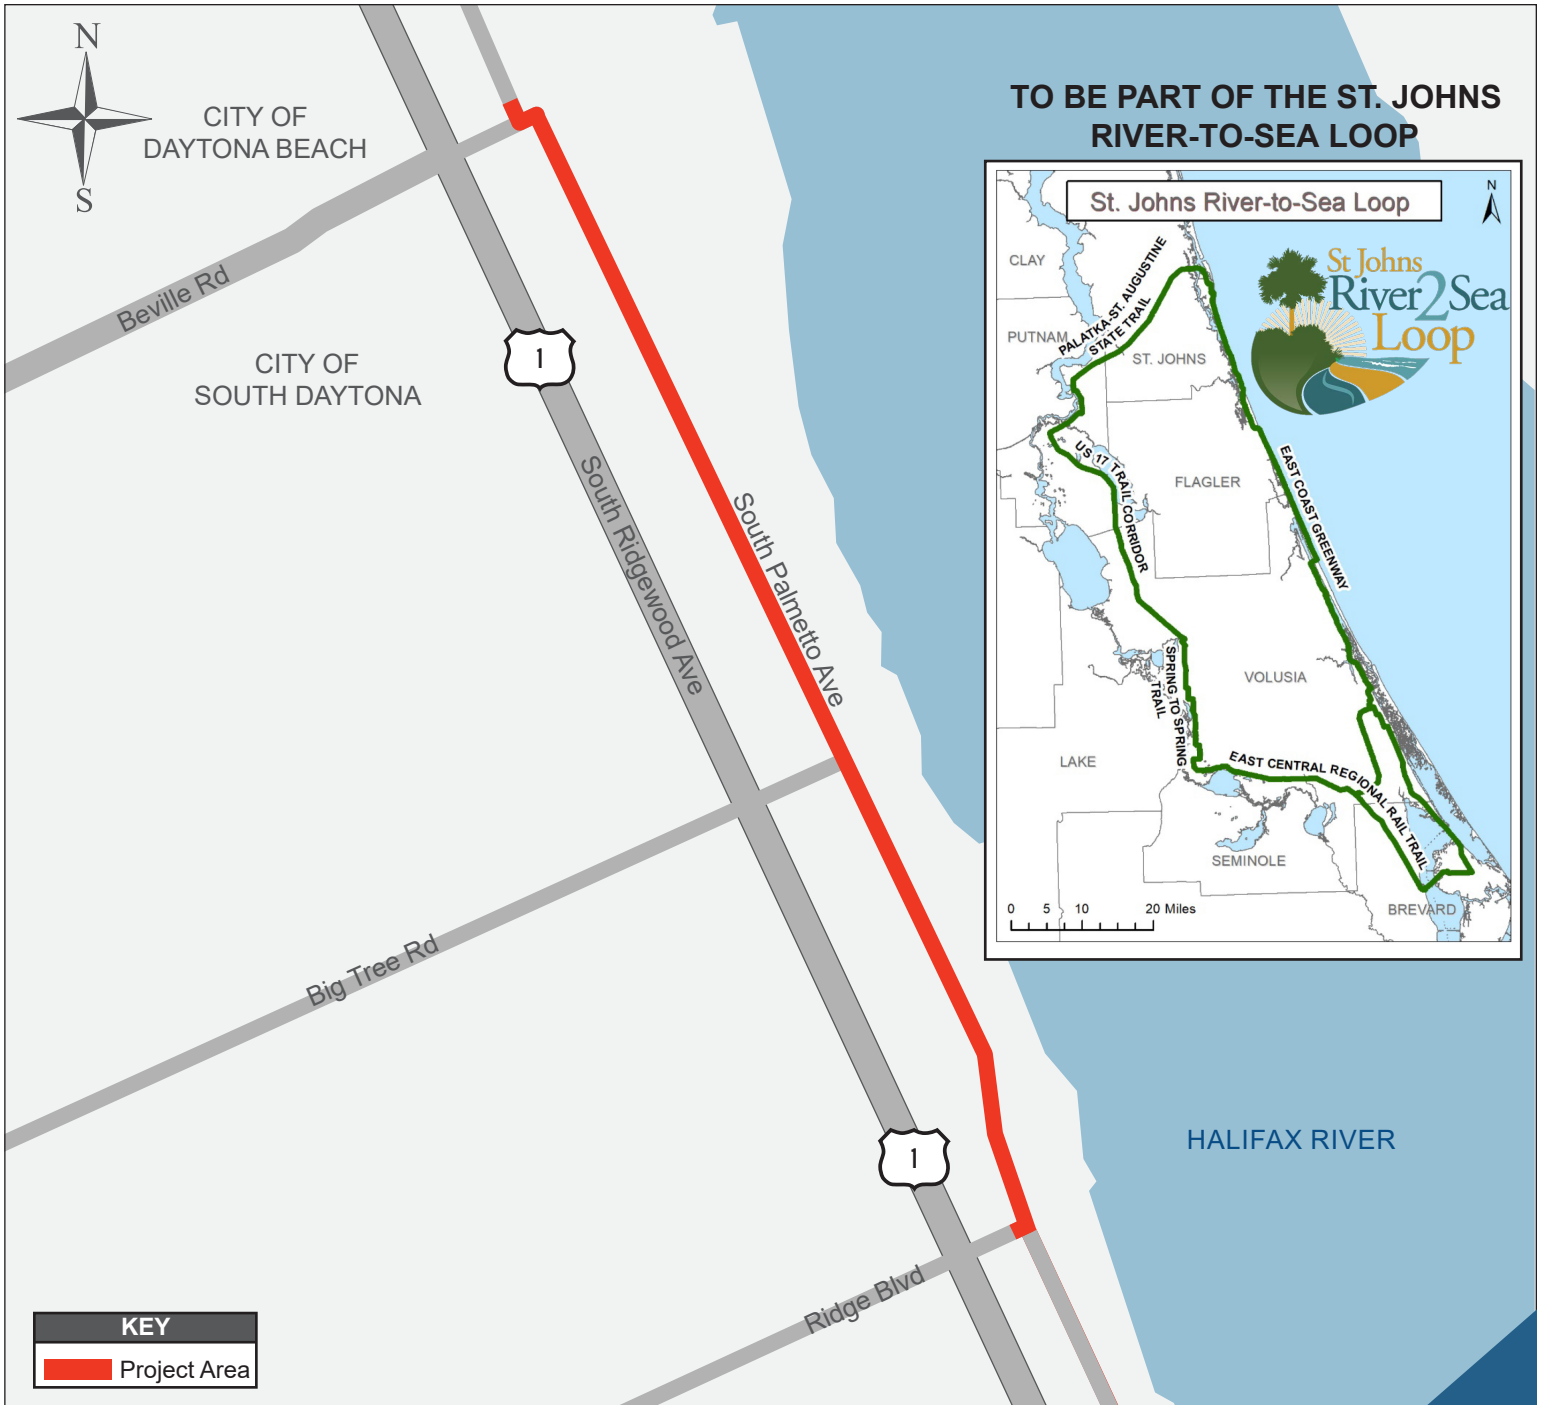 N
S
CITY OF
DAYTONA BEACH
Beville Rd
CITY OF
SOUTH DAYTONA
1
South Ridgewood Ave
South Palmetto Ave
Big Tree Rd
1
Ridge Blvd
HALIFAX RIVER
KEY
Project Area
TO BE PART OF THE ST. JOHNS
RIVER-TO-SEA LOOP
St. Johns River-to-Sea Loop
N
St Johns
River2Sea
Loop
CLAY
PUTNAM
PALATKA-ST. AUGUSTINE
STATE TRAIL
ST. JOHNS
US 17 TRAIL CORRIDOR
FLAGLER
EAST COAST GREENWAY
SPRING TO SPRING
TRAIL
VOLUSIA
LAKE
EAST CENTRAL REGIONAL RAIL TRAIL
SEMINOLE
BREVARD
0 5 10 20 Miles